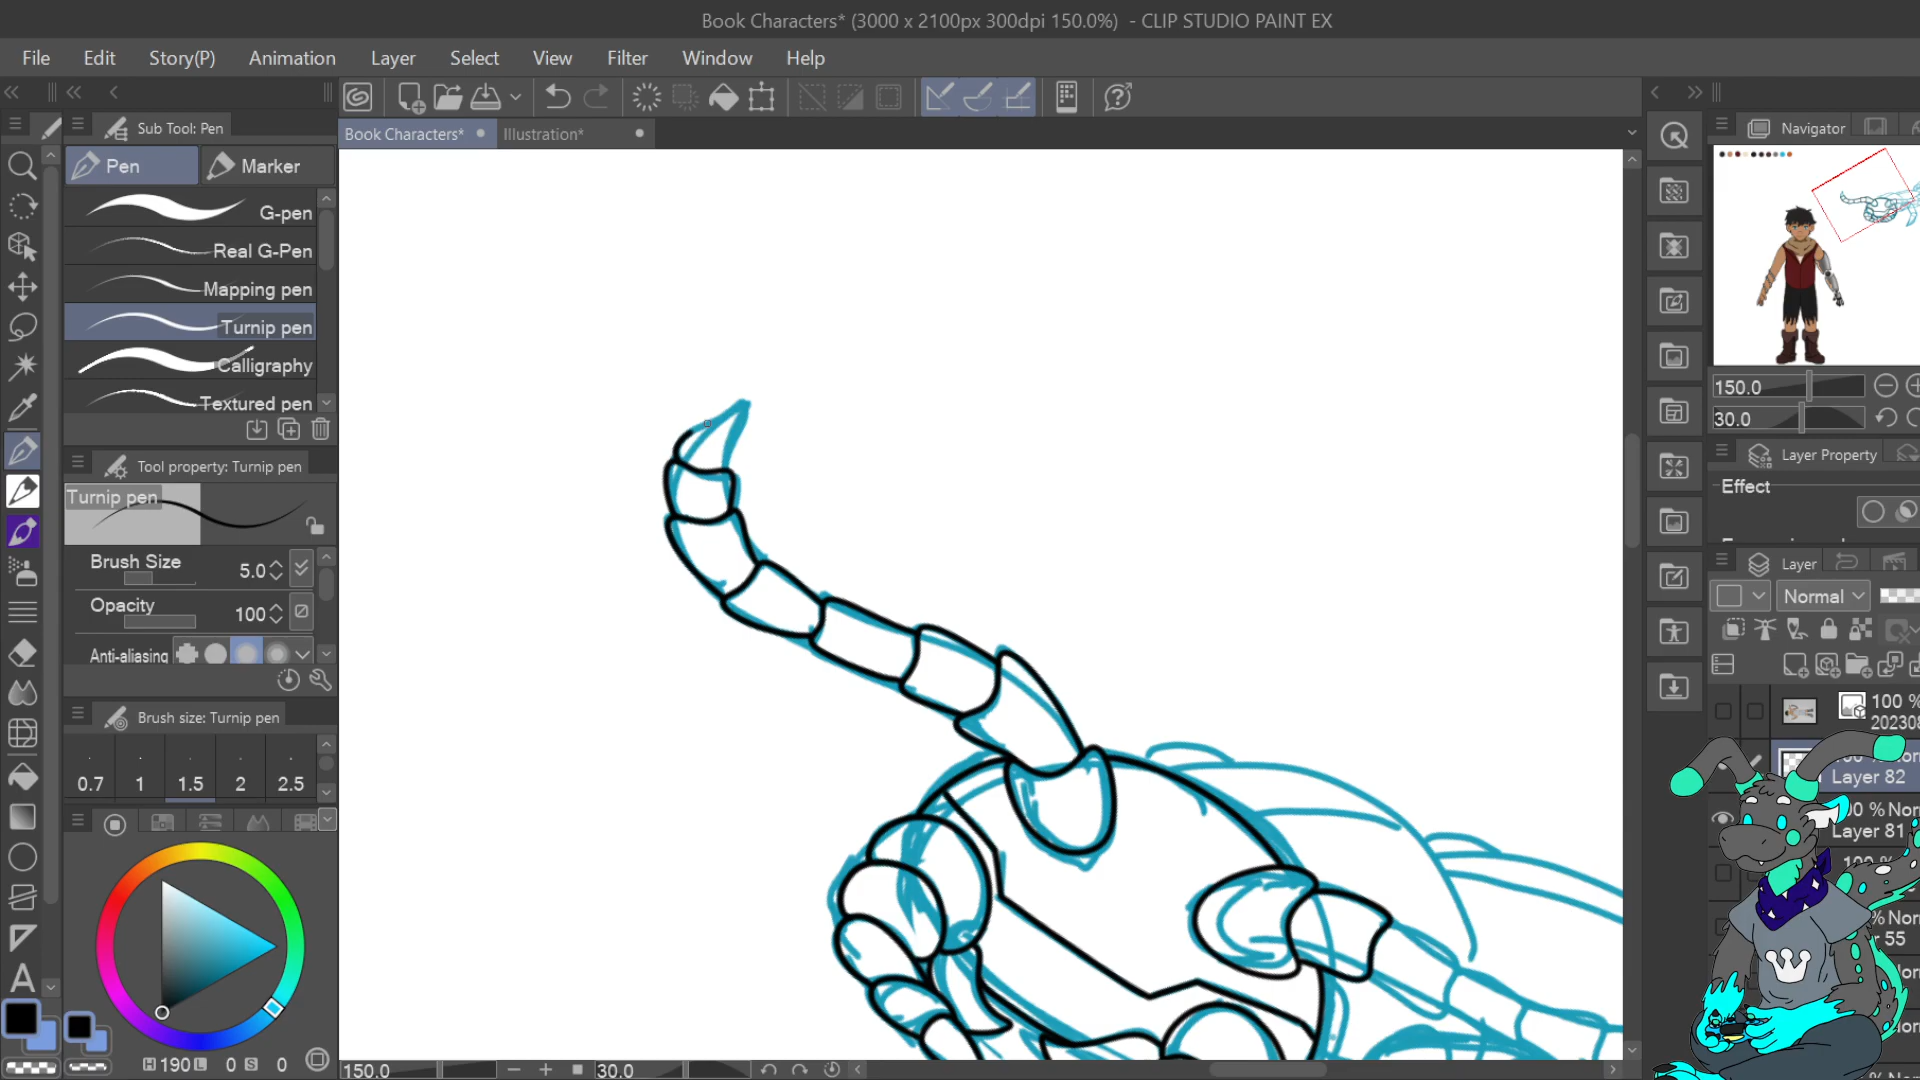 Book Characters* (3000 x 2100px 300dpi 150.0%)  - CLIP STUDIO PAINT EX
File Edit Story(P) Animation Layer Select View Filter Window Help
Book Characters* Illustration*
Sub Tool: Pen
Pen Marker
G-pen
Real G-Pen
Mapping pen
Turnip pen
Calligraphy
Textured pen
Tool property: Turnip pen
Turnip pen
Brush Size 5.0
Opacity 100
Anti-aliasing
Brush size: Turnip pen
0.7 1 1.5 2 2.5
H 190 L 0 S 0
150.0 30.0
Navigator
150.0
30.0
Layer Property
Effect
Layer
Normal
100 %
Layer 82
Layer 81
55